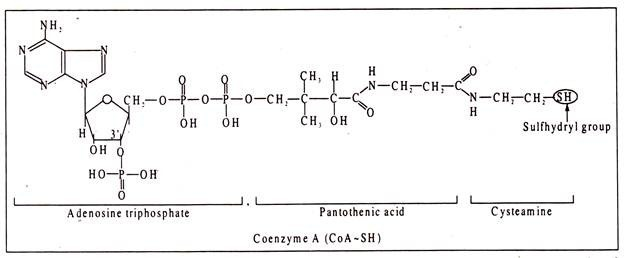 NH₂
N N
N N
O
CH₂—O—P—O—P—O—CH₂—C—C—C
O O CH₃ H
OH OH CH₃ OH O
H
N—CH₂—CH₂—C
O
N—CH₂—CH₂—SH
H
Sulfhydryl group
H 3'
OH O
HO—P—OH
O
Adenosine triphosphate Pantothenic acid Cysteamine
Coenzyme A (CoA~SH)